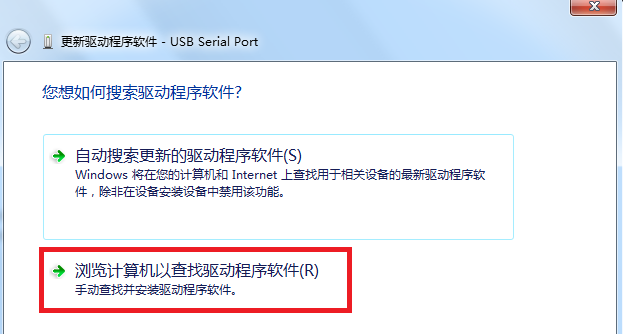 更新驱动程序软件 - USB Serial Port
您想如何搜索驱动程序软件?
自动搜索更新的驱动程序软件(S)
Windows 将在您的计算机和 Internet 上查找用于相关设备的最新驱动程序软
件，除非在设备安装设备中禁用该功能。
浏览计算机以查找驱动程序软件(R)
手动查找并安装驱动程序软件。